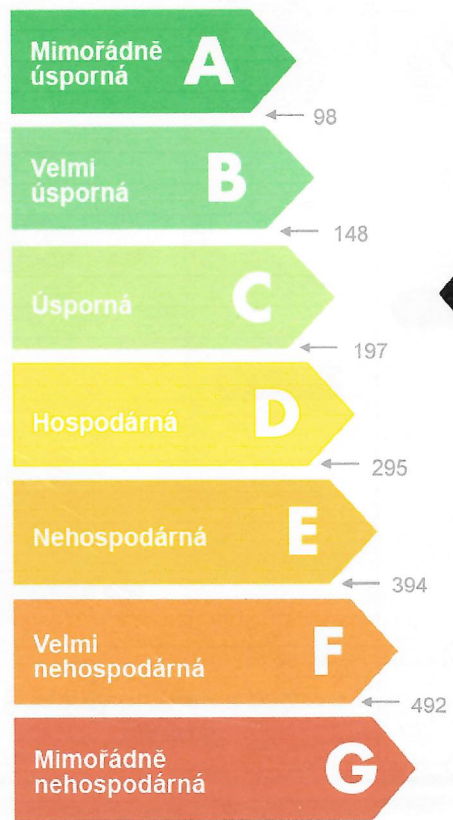 Mimořádně
úsporná
A
98
Velmi
úsporná
B
148
Úsporná
C
197
Hospodárná
D
295
Nehospodárná
E
394
Velmi
nehospodárná
F
492
Mimořádně
nehospodárná
G